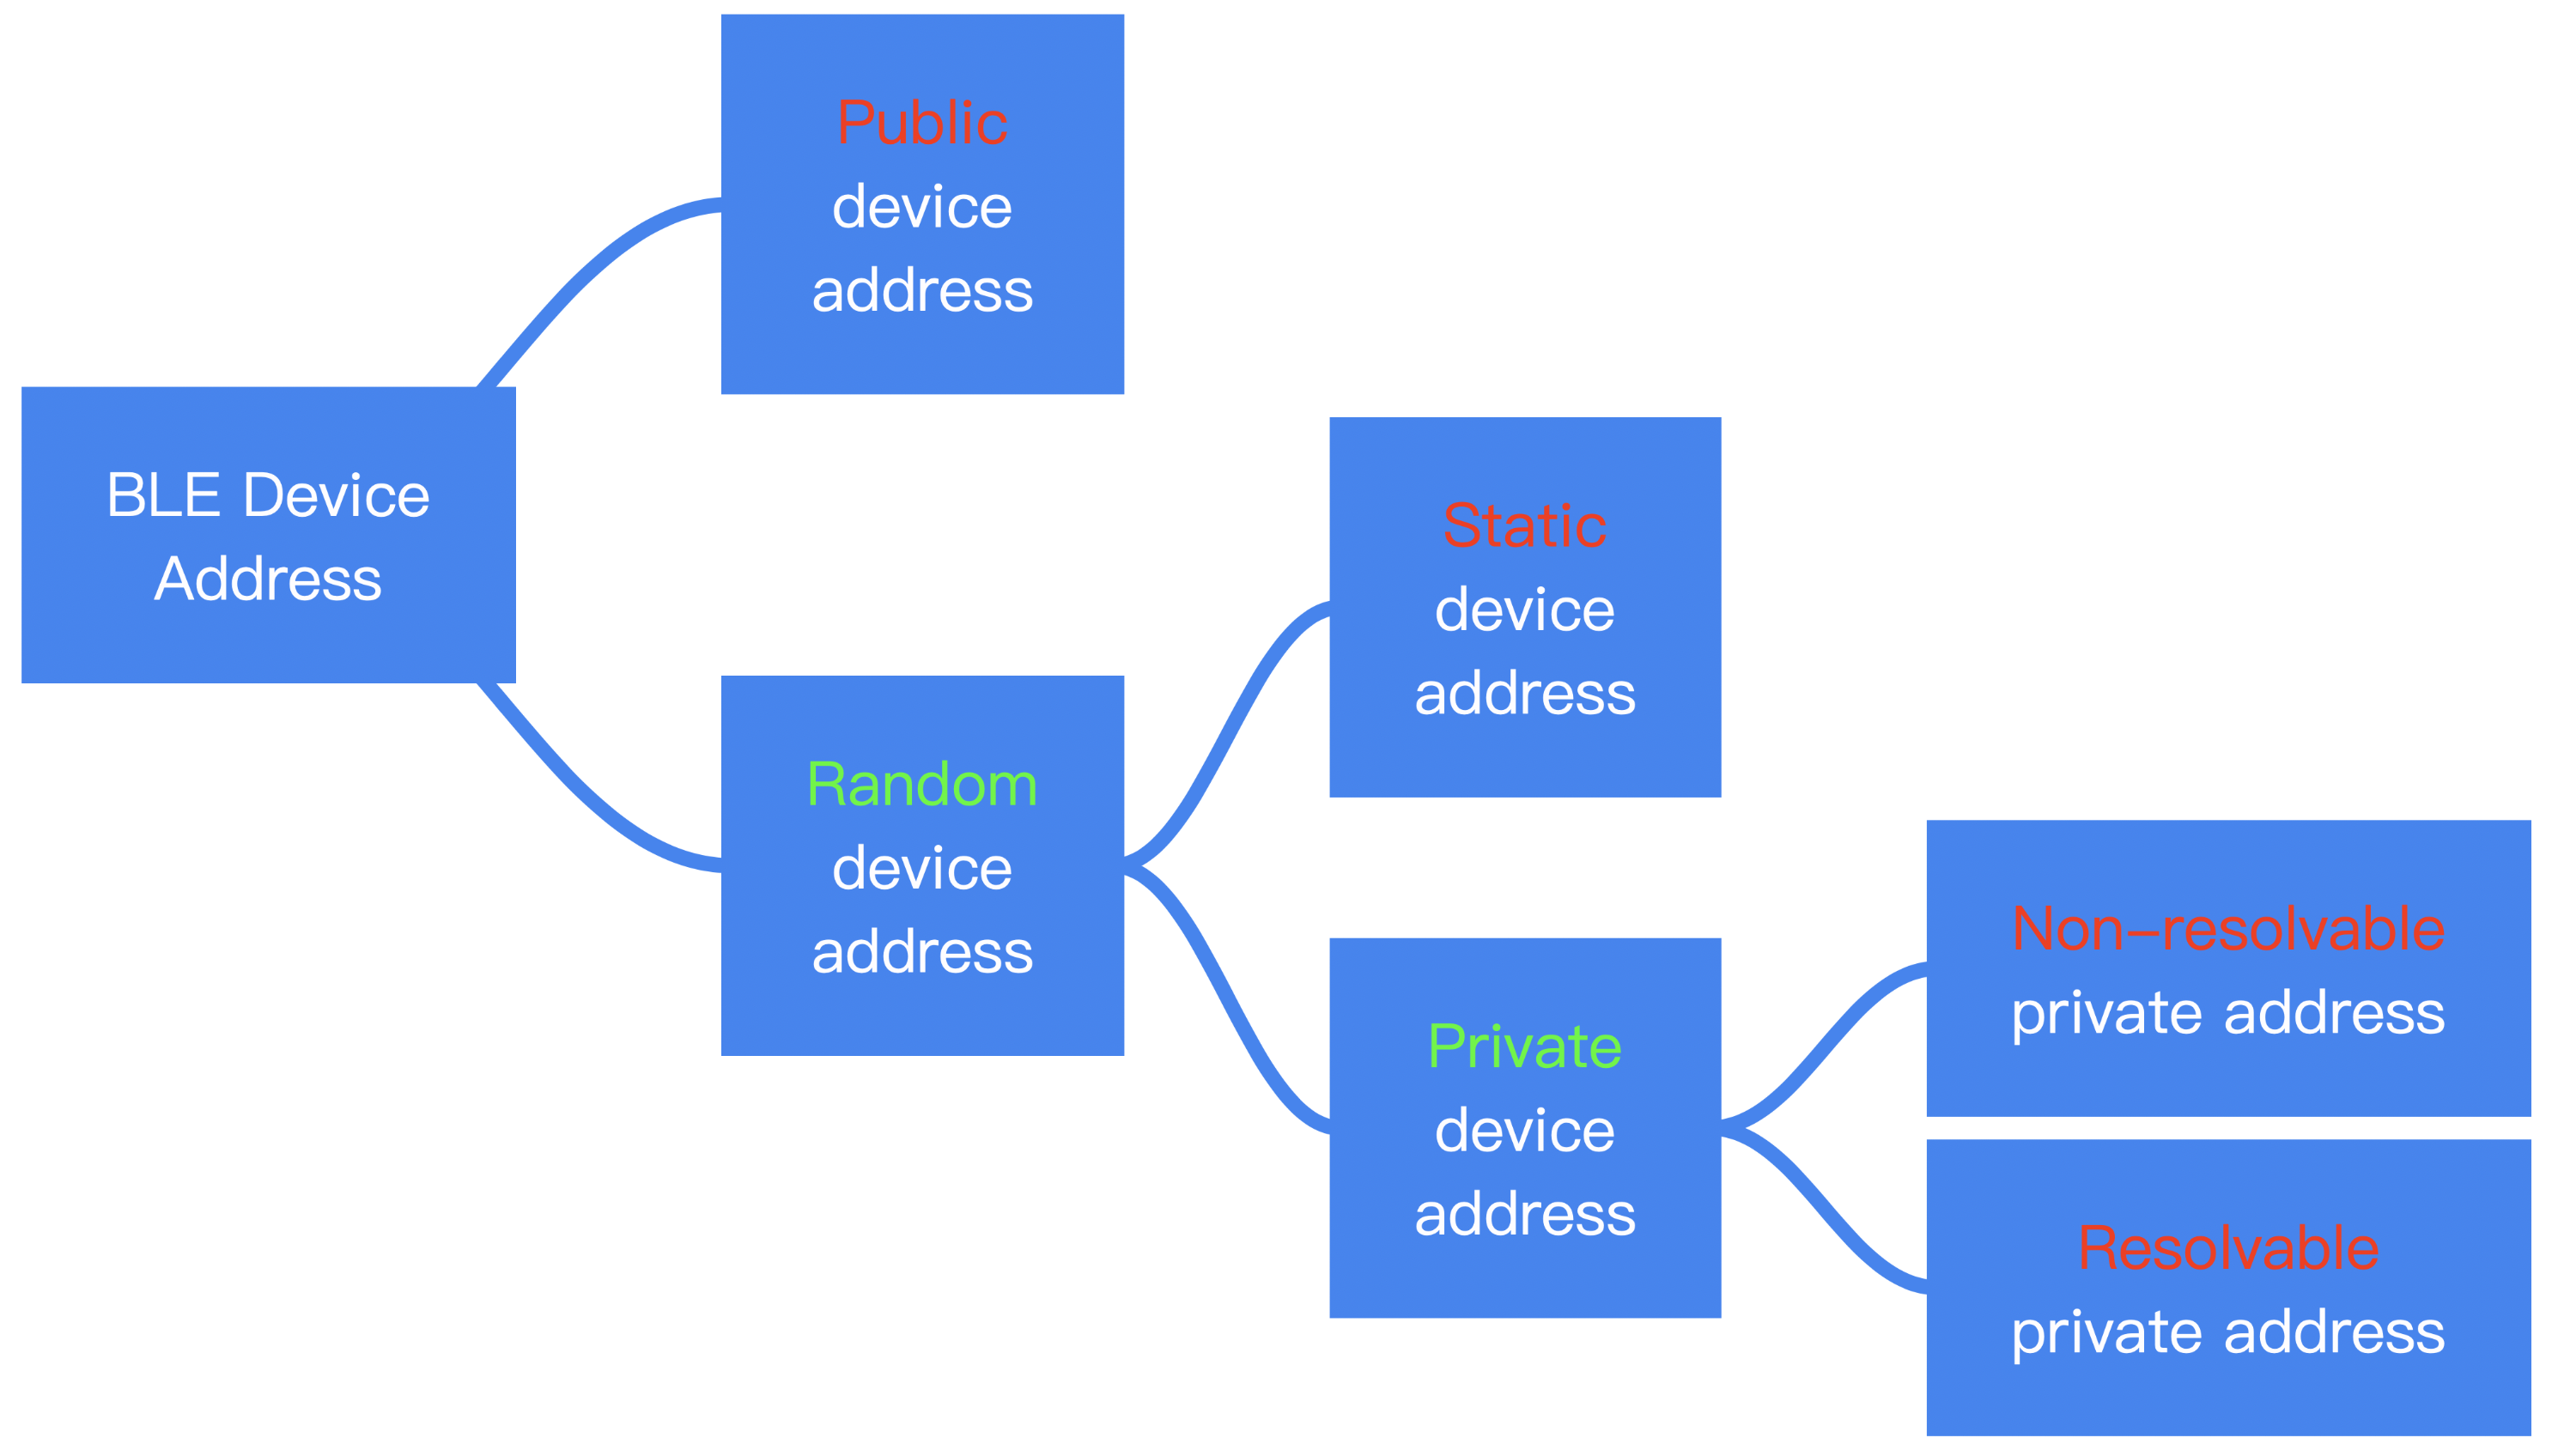 Public
device
address
BLE Device
Address
Static
device
address
Random
device
address
Non-resolvable
private address
Private
device
address
Resolvable
private address